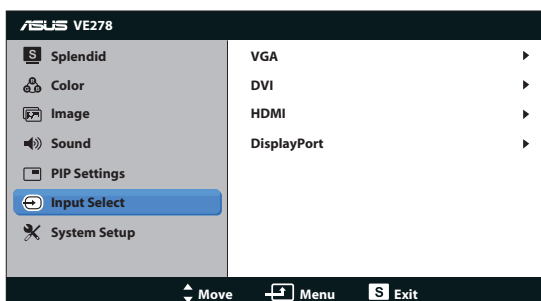 ASUS VE278
S Splendid
Color
Image
Sound
PIP Settings
Input Select
System Setup
VGA
DVI
HDMI
DisplayPort
Move Menu S Exit